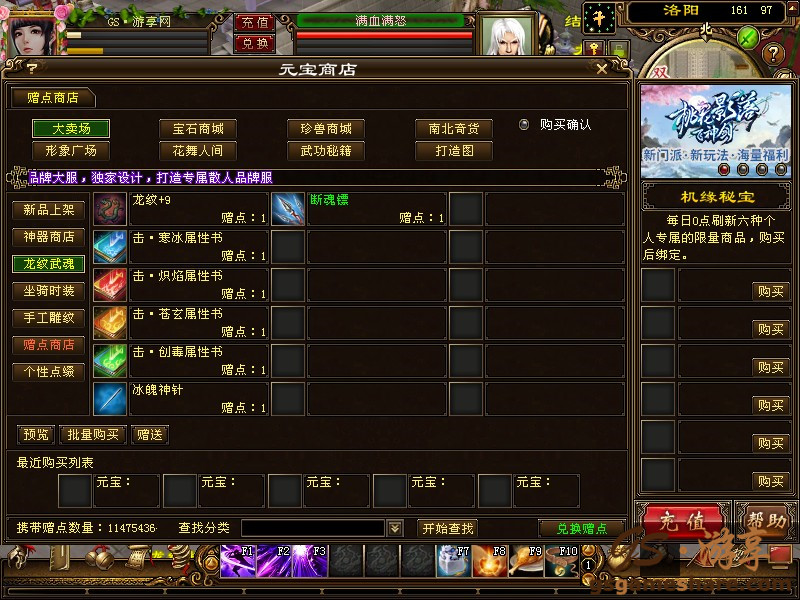 GS·游享网
充值
兑换
满血满怒
结
洛阳 161 97
北
?
元宝商店
赠点商店
大卖场 宝石商城 珍兽商城 南北奇货 购买确认
形象广场 花舞人间 武功秘籍 打造图
品牌大服，独家设计，打造专属散人品牌服
新品上架
神器商店
龙纹武魂
坐骑时装
手工雕纹
赠点商店
个性点缀
龙纹+9
赠点：1
断魂镖
赠点：1
击·寒冰属性书
赠点：1
击·炽焰属性书
赠点：1
击·苍玄属性书
赠点：1
击·创毒属性书
赠点：1
冰魄神针
赠点：1
预览 批量购买 赠送
最近购买列表
元宝： 元宝： 元宝： 元宝： 元宝：
携带赠点数量：11475436 查找分类 开始查找 兑换赠点
新门派·新玩法·海量福利
机缘秘宝
每日0点刷新六种个
人专属的限量商品，购买
后绑定。
购买
购买
购买
购买
购买
购买
充值 帮助
F1 F2 F3 F7 F8 F9 F10 1
GS·游享